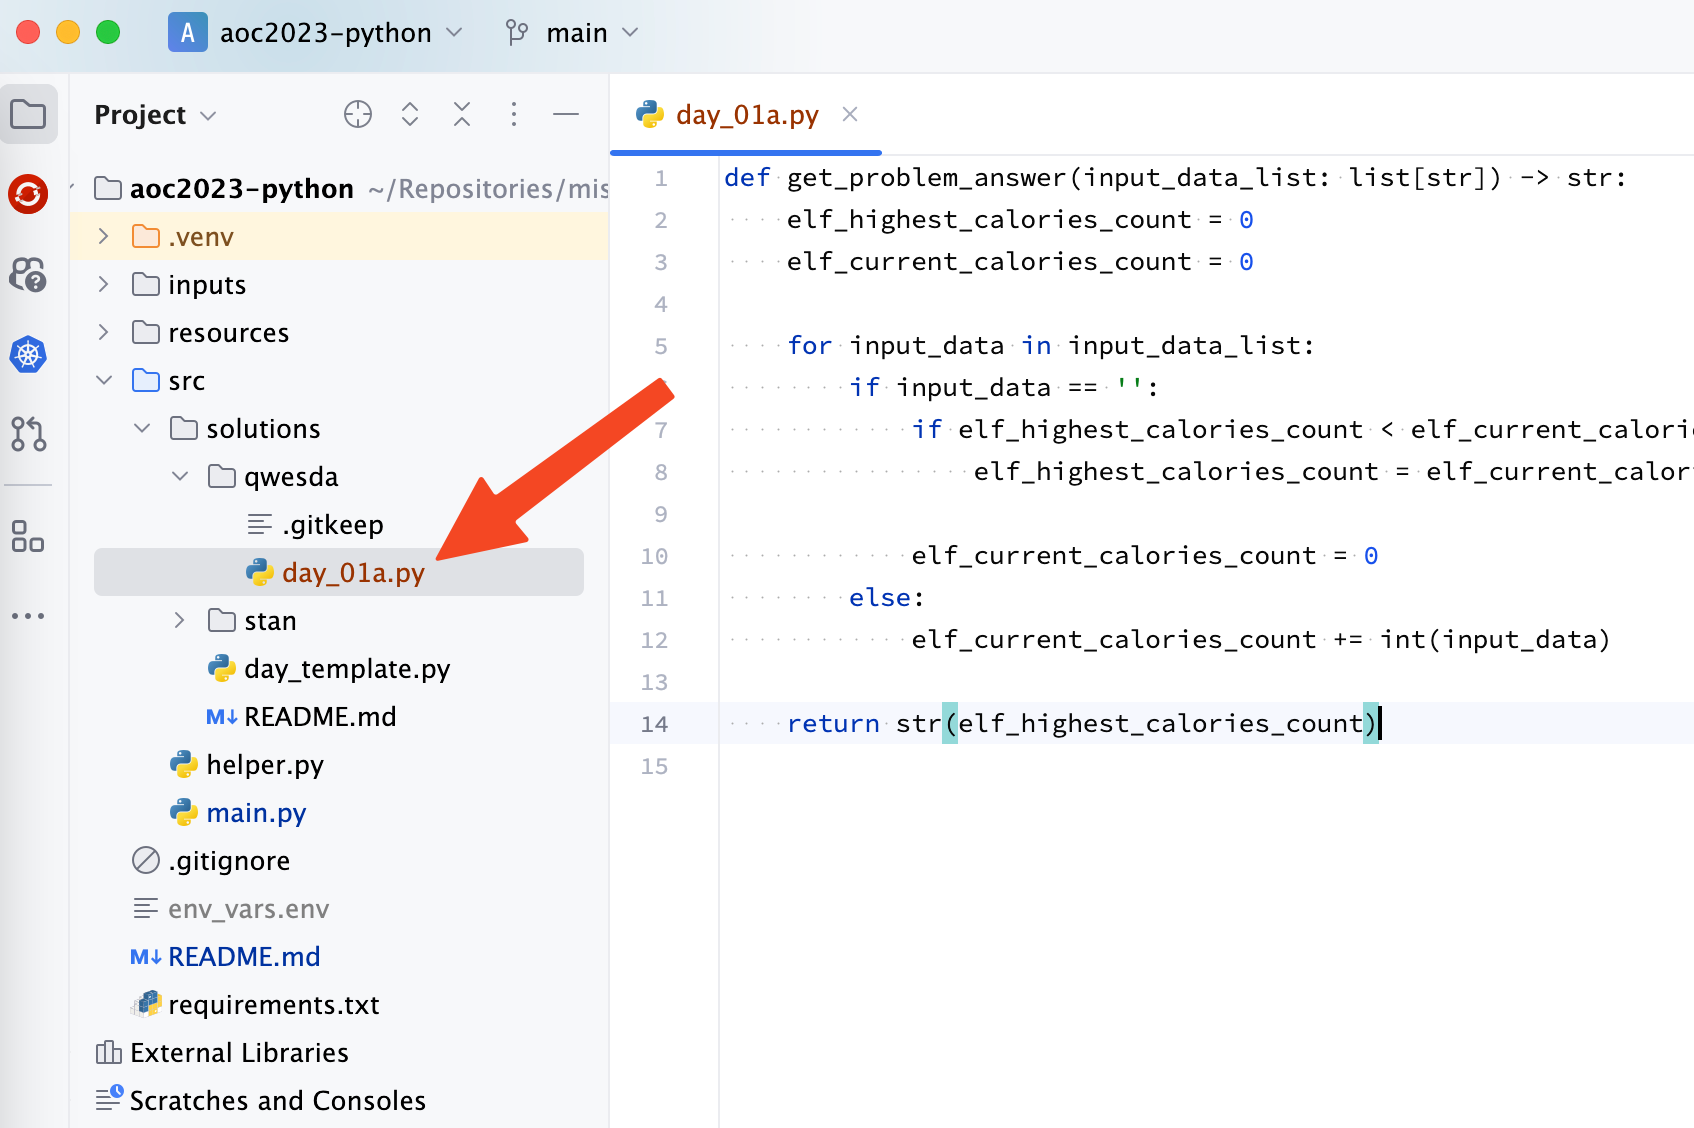 A aoc2023-python main
Project
aoc2023-python ~/Repositories/mis
.venv
inputs
resources
src
solutions
qwesda
.gitkeep
day_01a.py
stan
day_template.py
M↓ README.md
helper.py
main.py
.gitignore
env_vars.env
M↓ README.md
requirements.txt
External Libraries
Scratches and Consoles
day_01a.py
1 def get_problem_answer(input_data_list: list[str]) -> str:
2 elf_highest_calories_count = 0
3 elf_current_calories_count = 0
4
5 for input_data in input_data_list:
if input_data == '':
7 if elf_highest_calories_count < elf_current_calori
8 elf_highest_calories_count = elf_current_calor
9
10 elf_current_calories_count = 0
11 else:
12 elf_current_calories_count += int(input_data)
13
14 return str(elf_highest_calories_count)
15